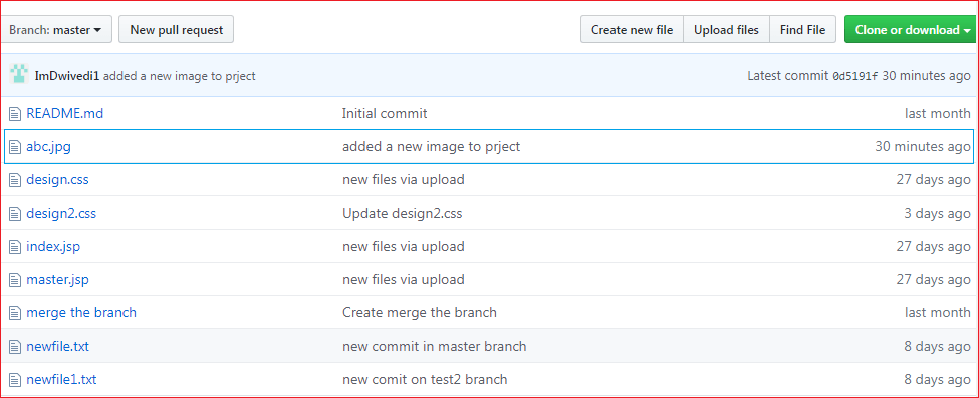 Branch: master New pull request Create new file Upload files Find File Clone or download
ImDwivedi1 added a new image to prject Latest commit 0d5191f 30 minutes ago
README.md Initial commit last month
abc.jpg added a new image to prject 30 minutes ago
design.css new files via upload 27 days ago
design2.css Update design2.css 3 days ago
index.jsp new files via upload 27 days ago
master.jsp new files via upload 27 days ago
merge the branch Create merge the branch last month
newfile.txt new commit in master branch 8 days ago
newfile1.txt new comit on test2 branch 8 days ago